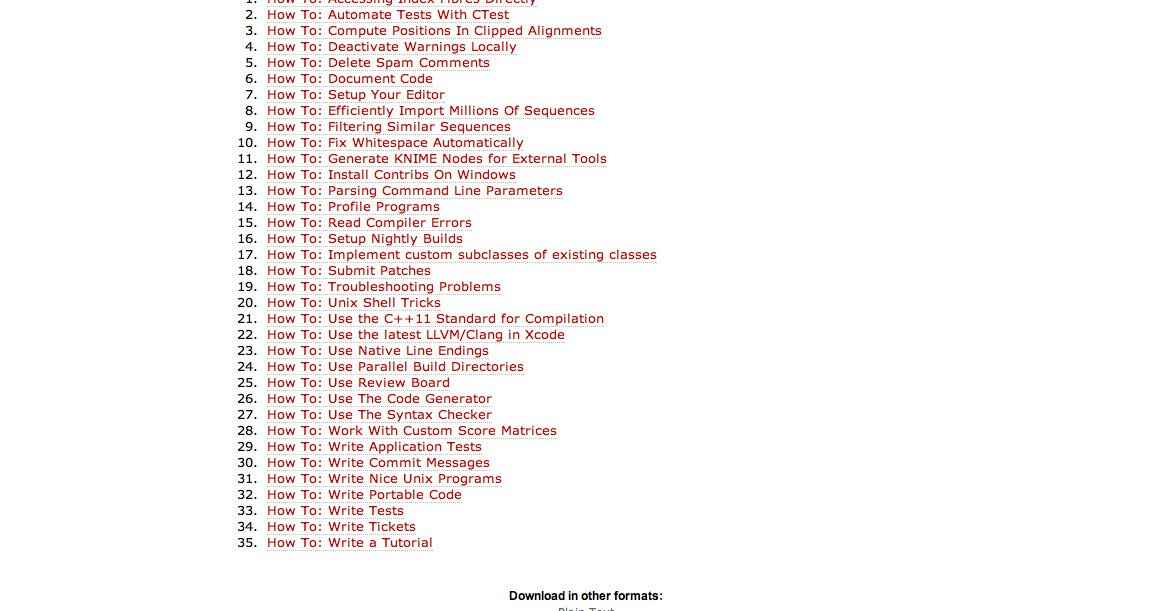 1. How To: Accessing Index Fibres Directly
2. How To: Automate Tests With CTest
3. How To: Compute Positions In Clipped Alignments
4. How To: Deactivate Warnings Locally
5. How To: Delete Spam Comments
6. How To: Document Code
7. How To: Setup Your Editor
8. How To: Efficiently Import Millions Of Sequences
9. How To: Filtering Similar Sequences
10. How To: Fix Whitespace Automatically
11. How To: Generate KNIME Nodes for External Tools
12. How To: Install Contribs On Windows
13. How To: Parsing Command Line Parameters
14. How To: Profile Programs
15. How To: Read Compiler Errors
16. How To: Setup Nightly Builds
17. How To: Implement custom subclasses of existing classes
18. How To: Submit Patches
19. How To: Troubleshooting Problems
20. How To: Unix Shell Tricks
21. How To: Use the C++11 Standard for Compilation
22. How To: Use the latest LLVM/Clang in Xcode
23. How To: Use Native Line Endings
24. How To: Use Parallel Build Directories
25. How To: Use Review Board
26. How To: Use The Code Generator
27. How To: Use The Syntax Checker
28. How To: Work With Custom Score Matrices
29. How To: Write Application Tests
30. How To: Write Commit Messages
31. How To: Write Nice Unix Programs
32. How To: Write Portable Code
33. How To: Write Tests
34. How To: Write Tickets
35. How To: Write a Tutorial
Download in other formats:
Plain Text